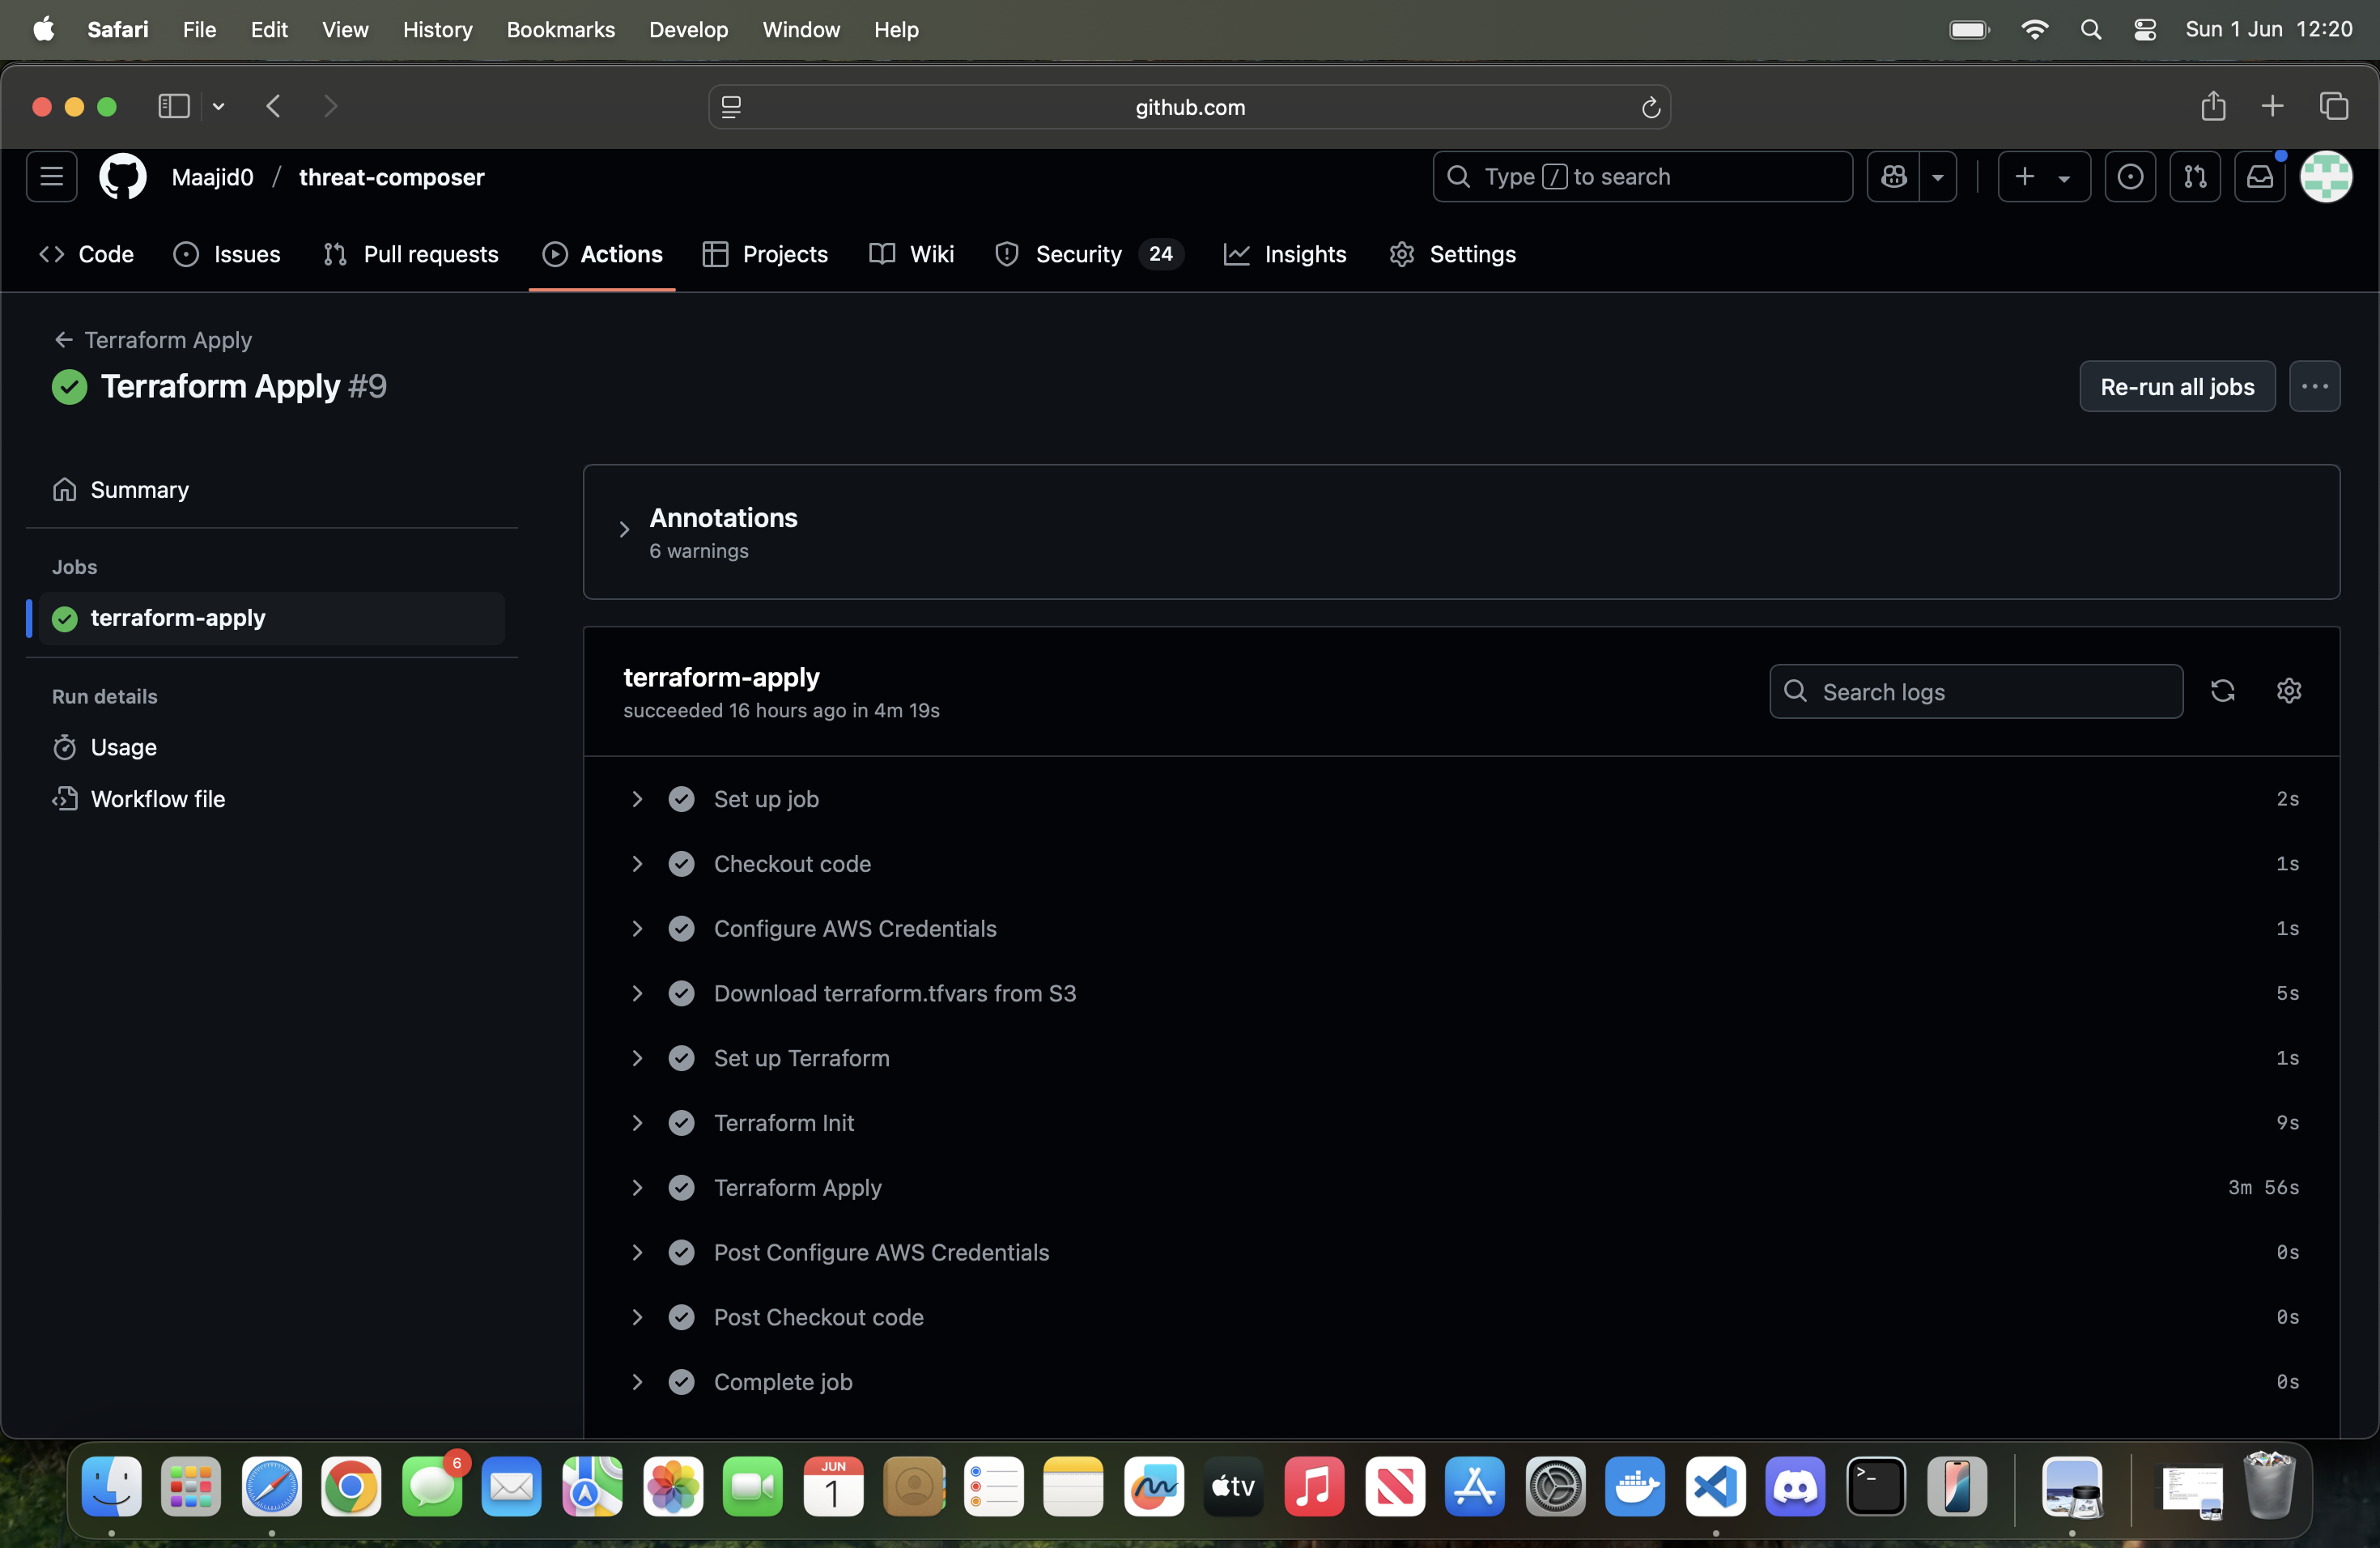 Safari File Edit View History Bookmarks Develop Window Help Sun 1 Jun 12:20
github.com
Maajid0 / threat-composer Type / to search
Code Issues Pull requests Actions Projects Wiki Security 24 Insights Settings
Terraform Apply
Terraform Apply #9
Re-run all jobs
Summary
Jobs
terraform-apply
Run details
Usage
Workflow file
Annotations
6 warnings
terraform-apply
succeeded 16 hours ago in 4m 19s
Search logs
Set up job 2s
Checkout code 1s
Configure AWS Credentials 1s
Download terraform.tfvars from S3 5s
Set up Terraform 1s
Terraform Init 9s
Terraform Apply 3m 56s
Post Configure AWS Credentials 0s
Post Checkout code 0s
Complete job 0s
6
JUN
1
tv
>_